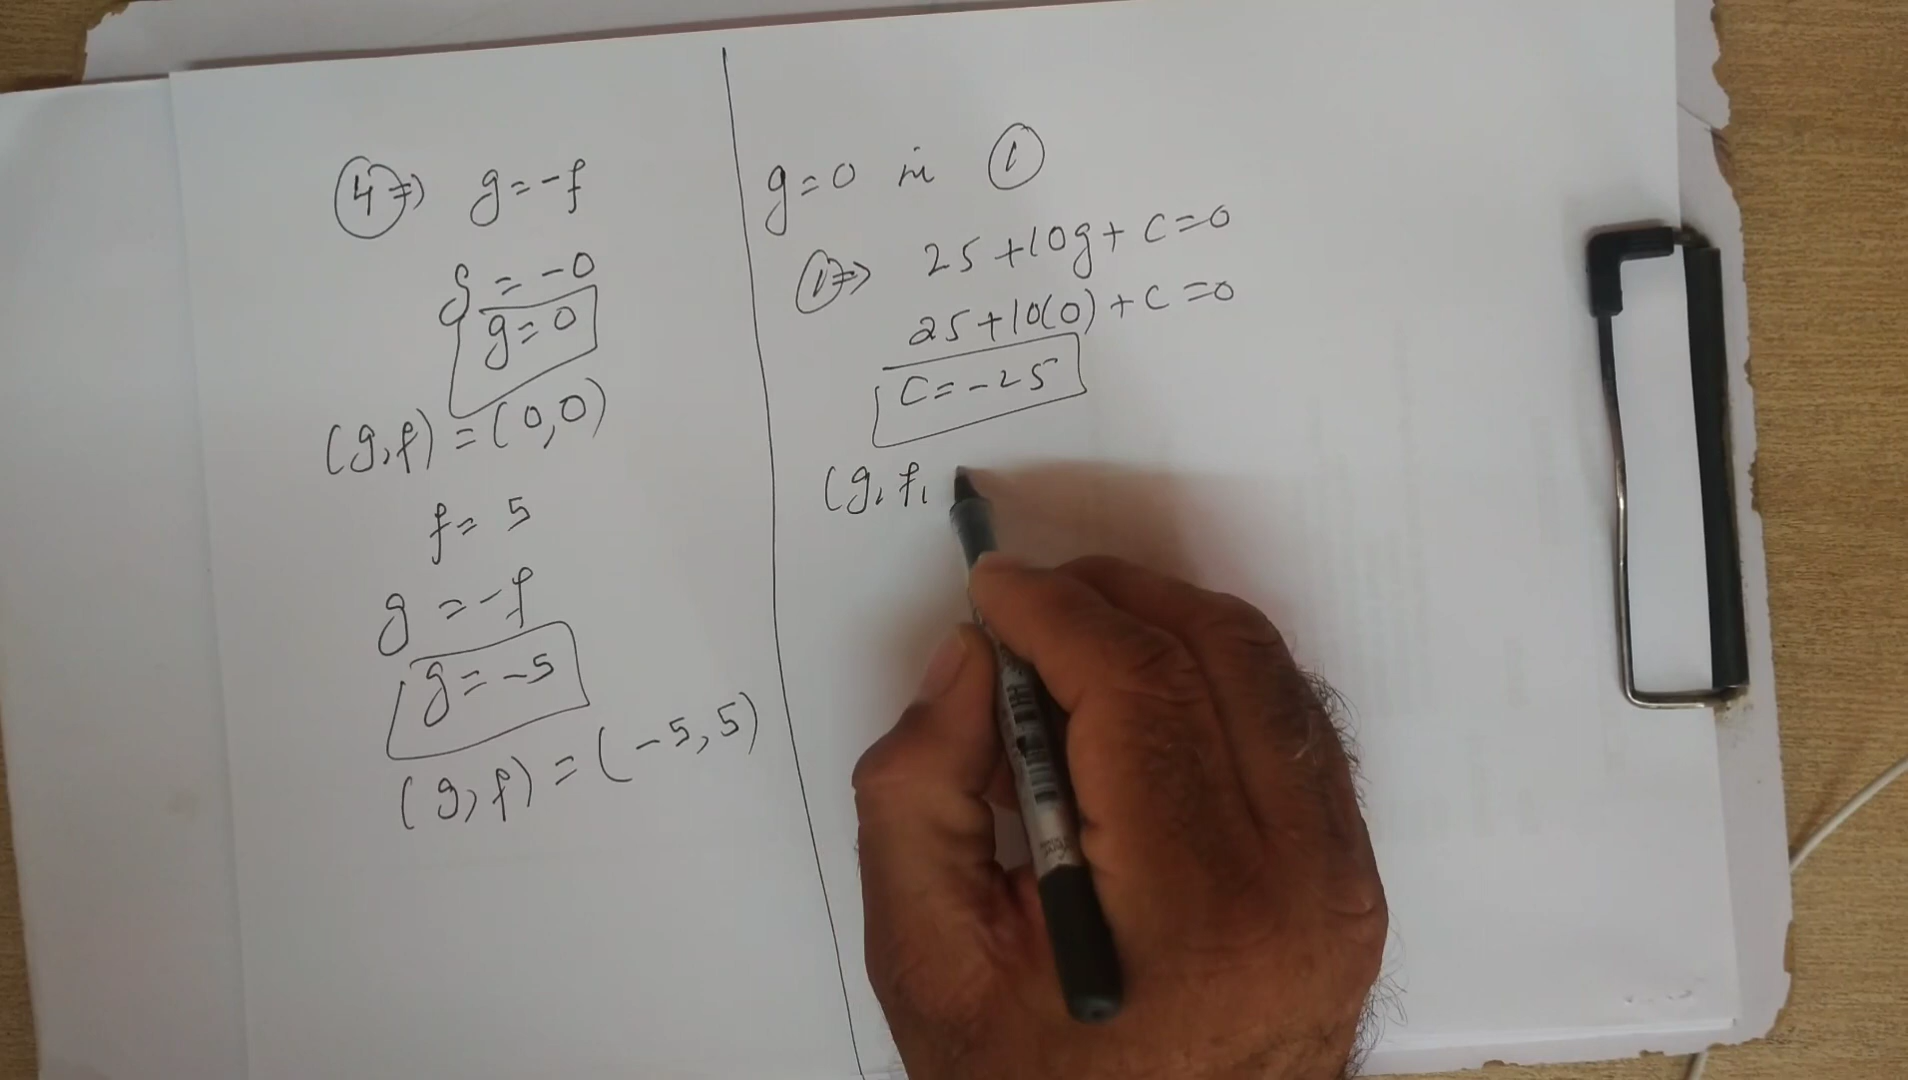 ④⇒ g=-f
g=-0
g=0
(g,f)=(0,0)
f=5
g=-f
g=-5
(g,f)=(-5,5)
g=0 in ①
①⇒ 25+10g+c=0
25+10(0)+c=0
c=-25
(g,f,